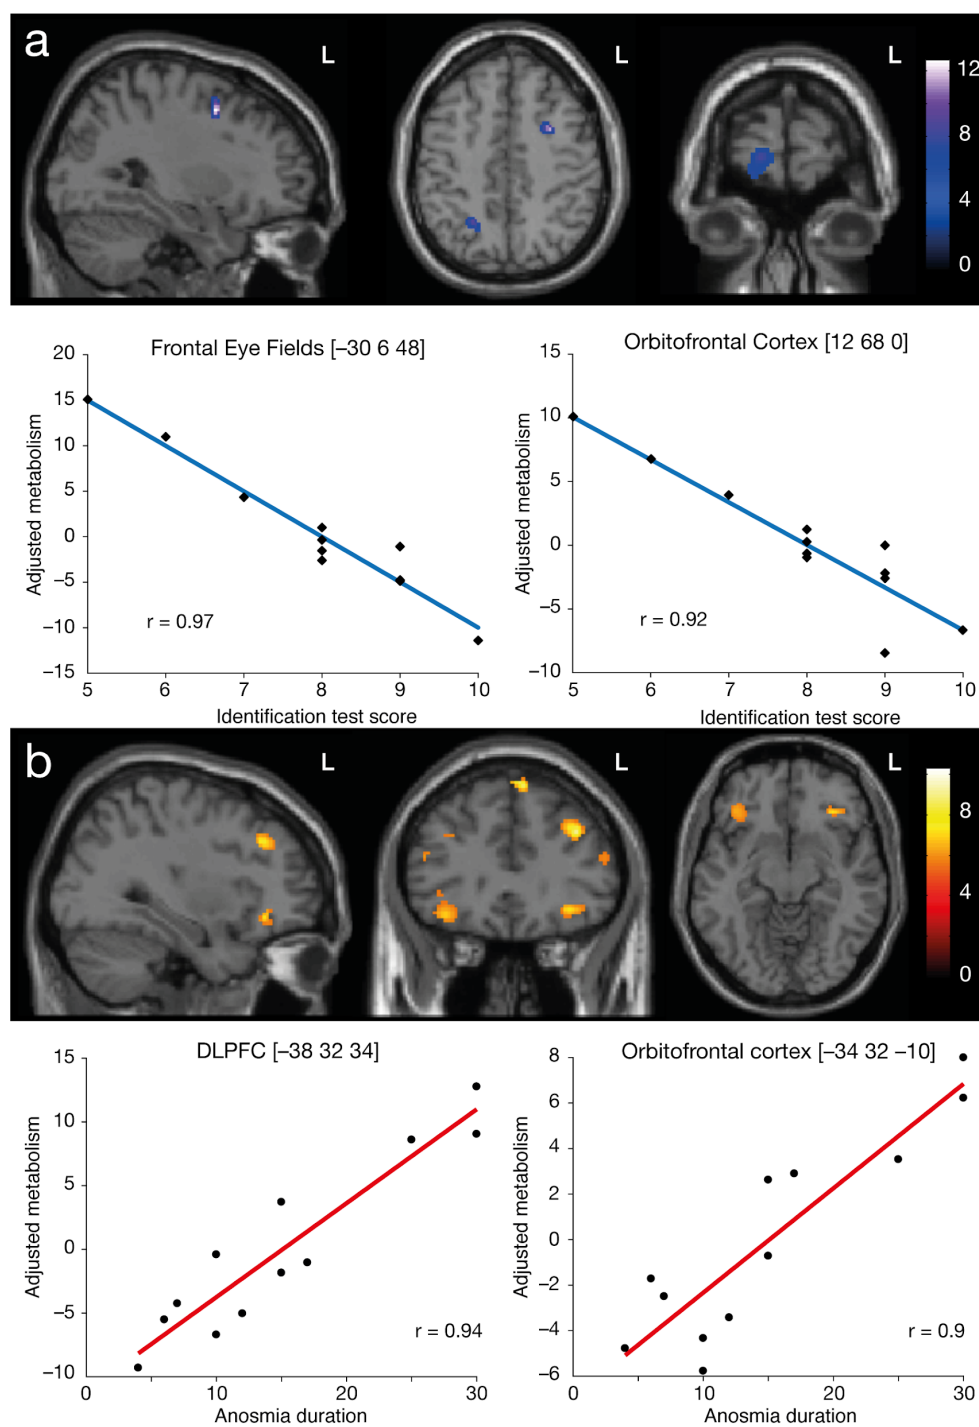 a
L
L
L
12
8
4
0
Frontal Eye Fields [–30 6 48]
20
15
10
5
0
–5
–10
–15
Adjusted metabolism
r = 0.97
5 6 7 8 9 10
Identification test score
Orbitofrontal Cortex [12 68 0]
15
10
5
0
–5
–10
Adjusted metabolism
r = 0.92
5 6 7 8 9 10
Identification test score
b
L
L
L
8
4
0
DLPFC [–38 32 34]
15
10
5
0
–5
–10
Adjusted metabolism
r = 0.94
0 10 20 30
Anosmia duration
Orbitofrontal cortex [–34 32 –10]
8
6
4
2
0
–2
–4
–6
Adjusted metabolism
r = 0.9
0 10 20 30
Anosmia duration